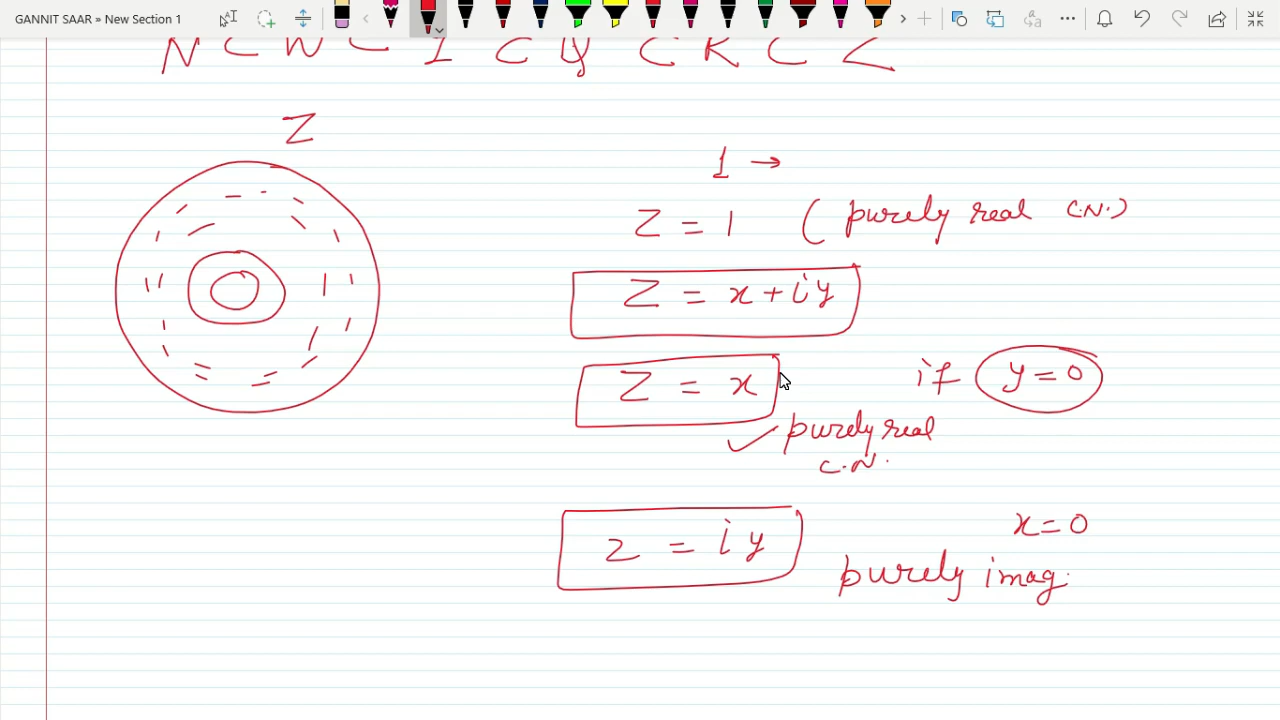 GANNIT SAAR » New Section 1
N C W C I C Q C R C Z
Z
1 →
Z = 1 ( purely real C.N.)
Z = x + iy
Z = x if y = 0
✓ purely real
C.N.
z = iy x = 0
purely imag.